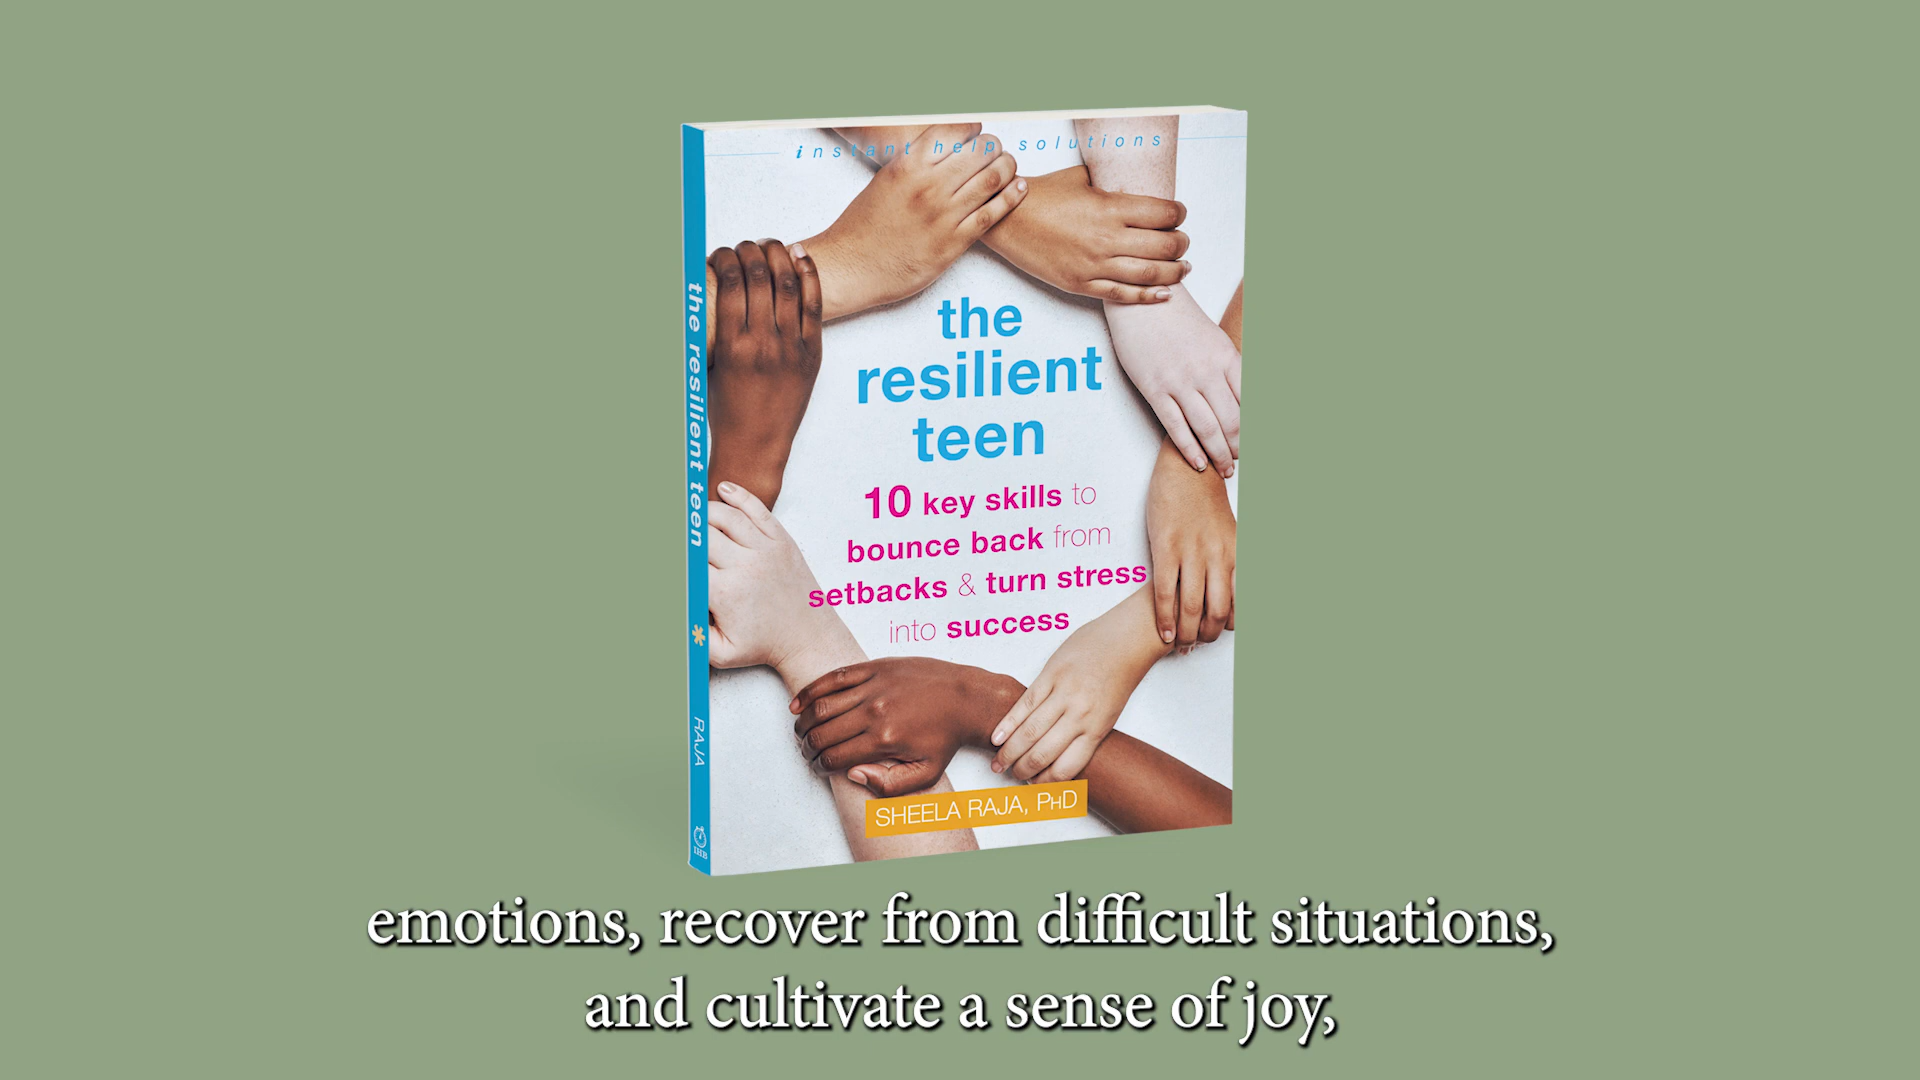 instant help solutions
the
resilient
teen
10 key skills to
bounce back from
setbacks & turn stress
into success
SHEELA RAJA, PHD
the resilient teen
RAJA
IHB
emotions, recover from difficult situations,
and cultivate a sense of joy,